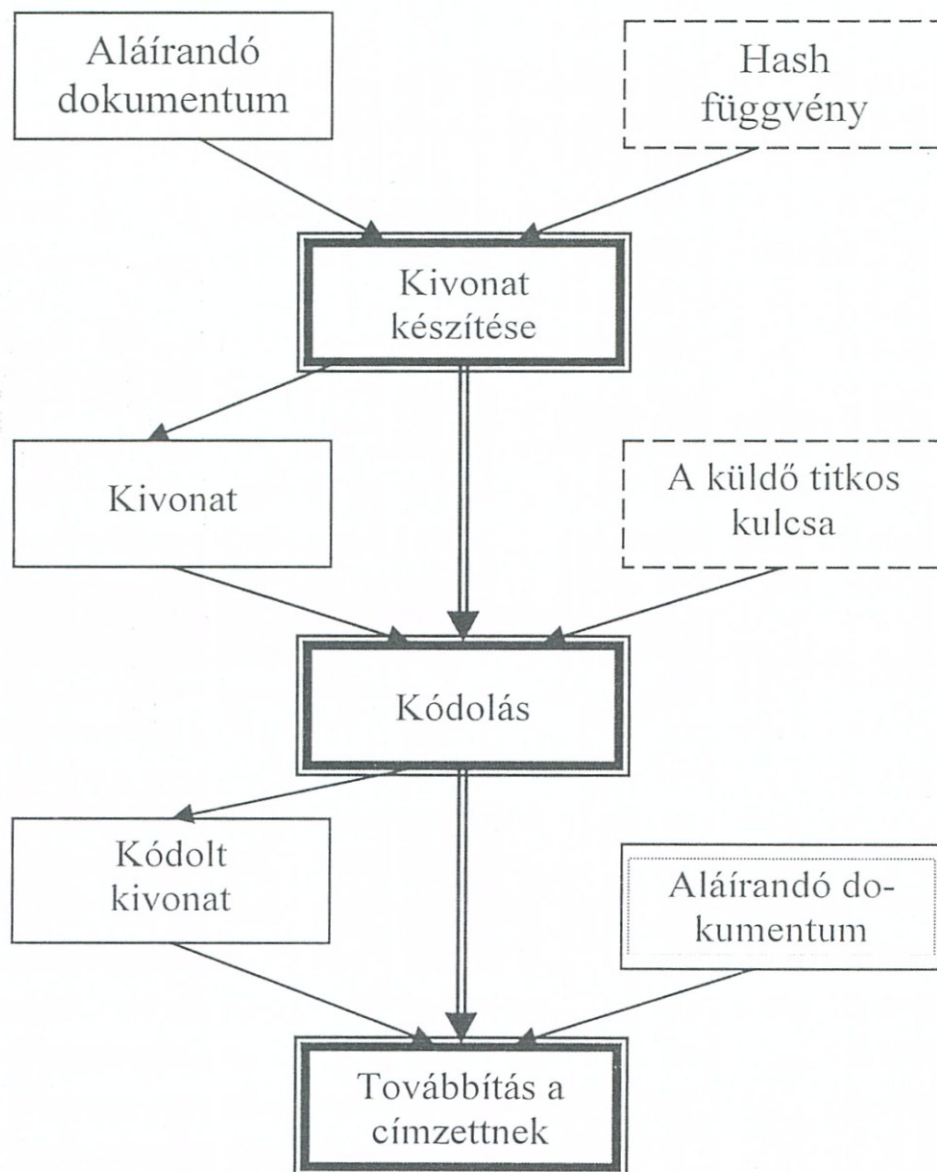 Aláírandó
dokumentum
Hash
függvény
Kivonat
készítése
Kivonat
A küldő titkos
kulcsa
Kódolás
Kódolt
kivonat
Aláírandó do-
kumentum
Továbbítás a
címzettnek